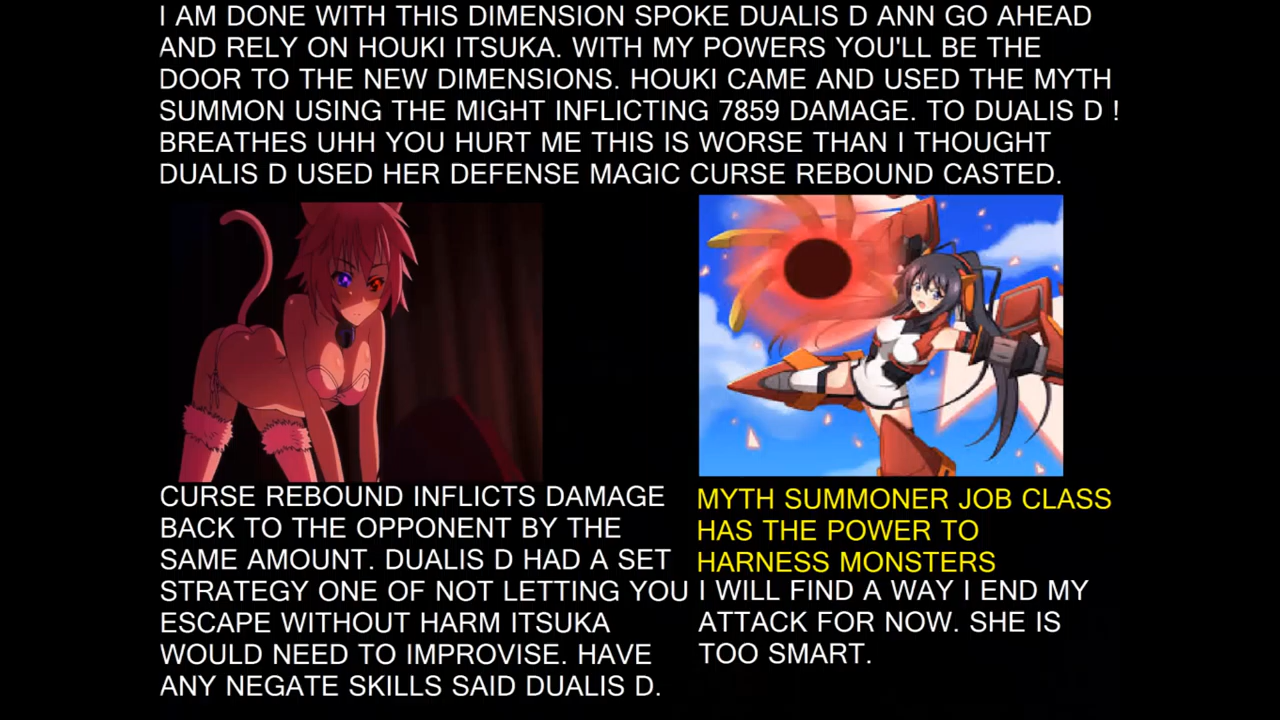 I AM DONE WITH THIS DIMENSION SPOKE DUALIS D ANN GO AHEAD
AND RELY ON HOUKI ITSUKA. WITH MY POWERS YOU'LL BE THE
DOOR TO THE NEW DIMENSIONS. HOUKI CAME AND USED THE MYTH
SUMMON USING THE MIGHT INFLICTING 7859 DAMAGE. TO DUALIS D !
BREATHES UHH YOU HURT ME THIS IS WORSE THAN I THOUGHT
DUALIS D USED HER DEFENSE MAGIC CURSE REBOUND CASTED.
CURSE REBOUND INFLICTS DAMAGE
BACK TO THE OPPONENT BY THE
SAME AMOUNT. DUALIS D HAD A SET
STRATEGY ONE OF NOT LETTING YOU
ESCAPE WITHOUT HARM ITSUKA
WOULD NEED TO IMPROVISE. HAVE
ANY NEGATE SKILLS SAID DUALIS D.
MYTH SUMMONER JOB CLASS
HAS THE POWER TO
HARNESS MONSTERS
I WILL FIND A WAY I END MY
ATTACK FOR NOW. SHE IS
TOO SMART.